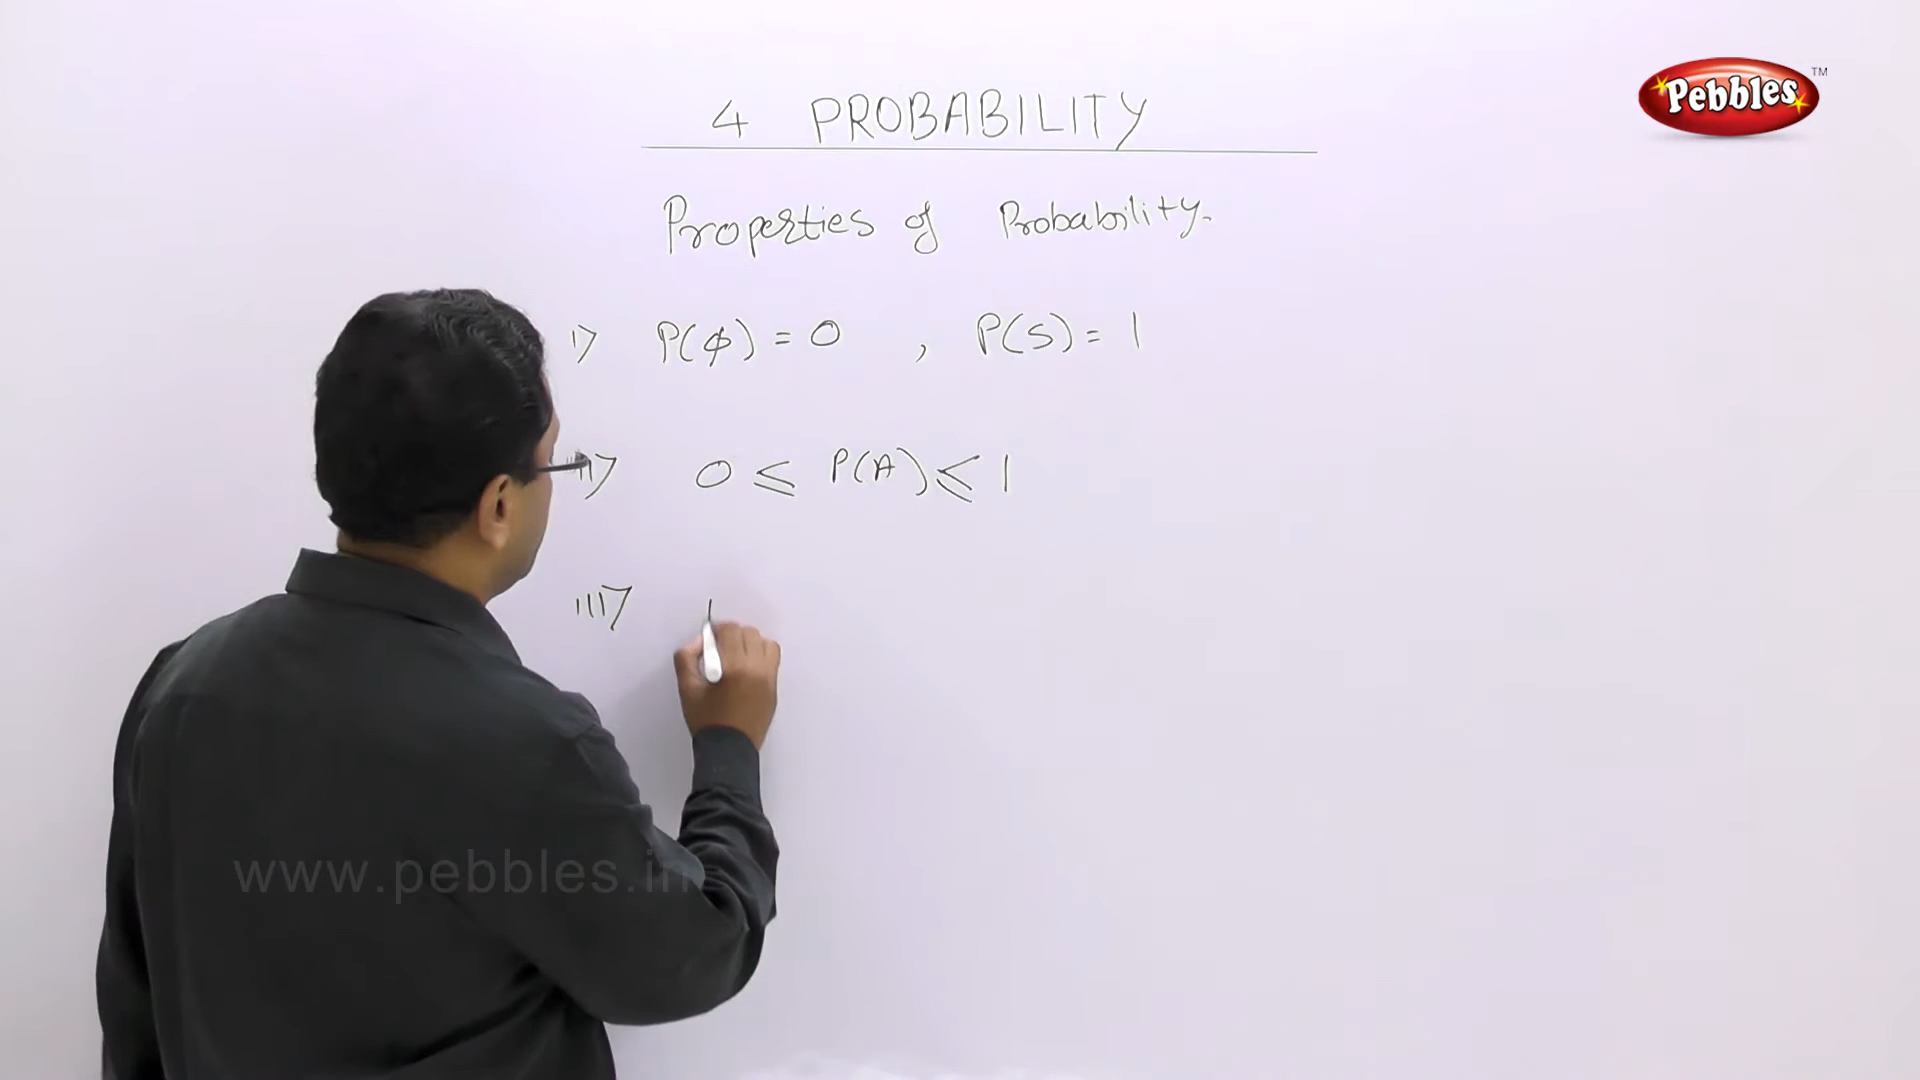 Pebbles TM
4 PROBABILITY
Properties of Probability.
i) P(φ) = 0 , P(S) = 1
ii) 0 ≤ P(A) ≤ 1
iii)
www.pebbles.in